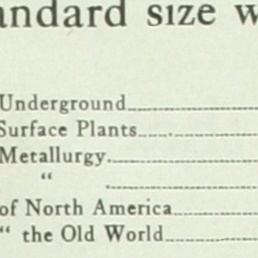 andard size w
Underground
Surface Plants
Metallurgy
“
of North America
“ the Old World